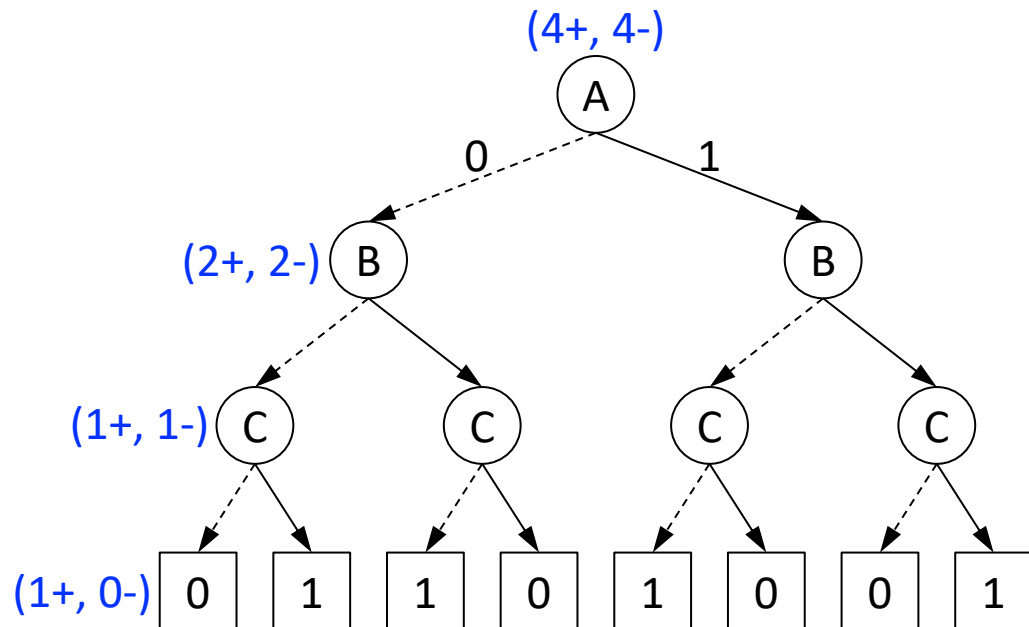 (4+, 4-)
A
0 1
(2+, 2-) B B
(1+, 1-) C C C C
(1+, 0-) 0 1 1 0 1 0 0 1